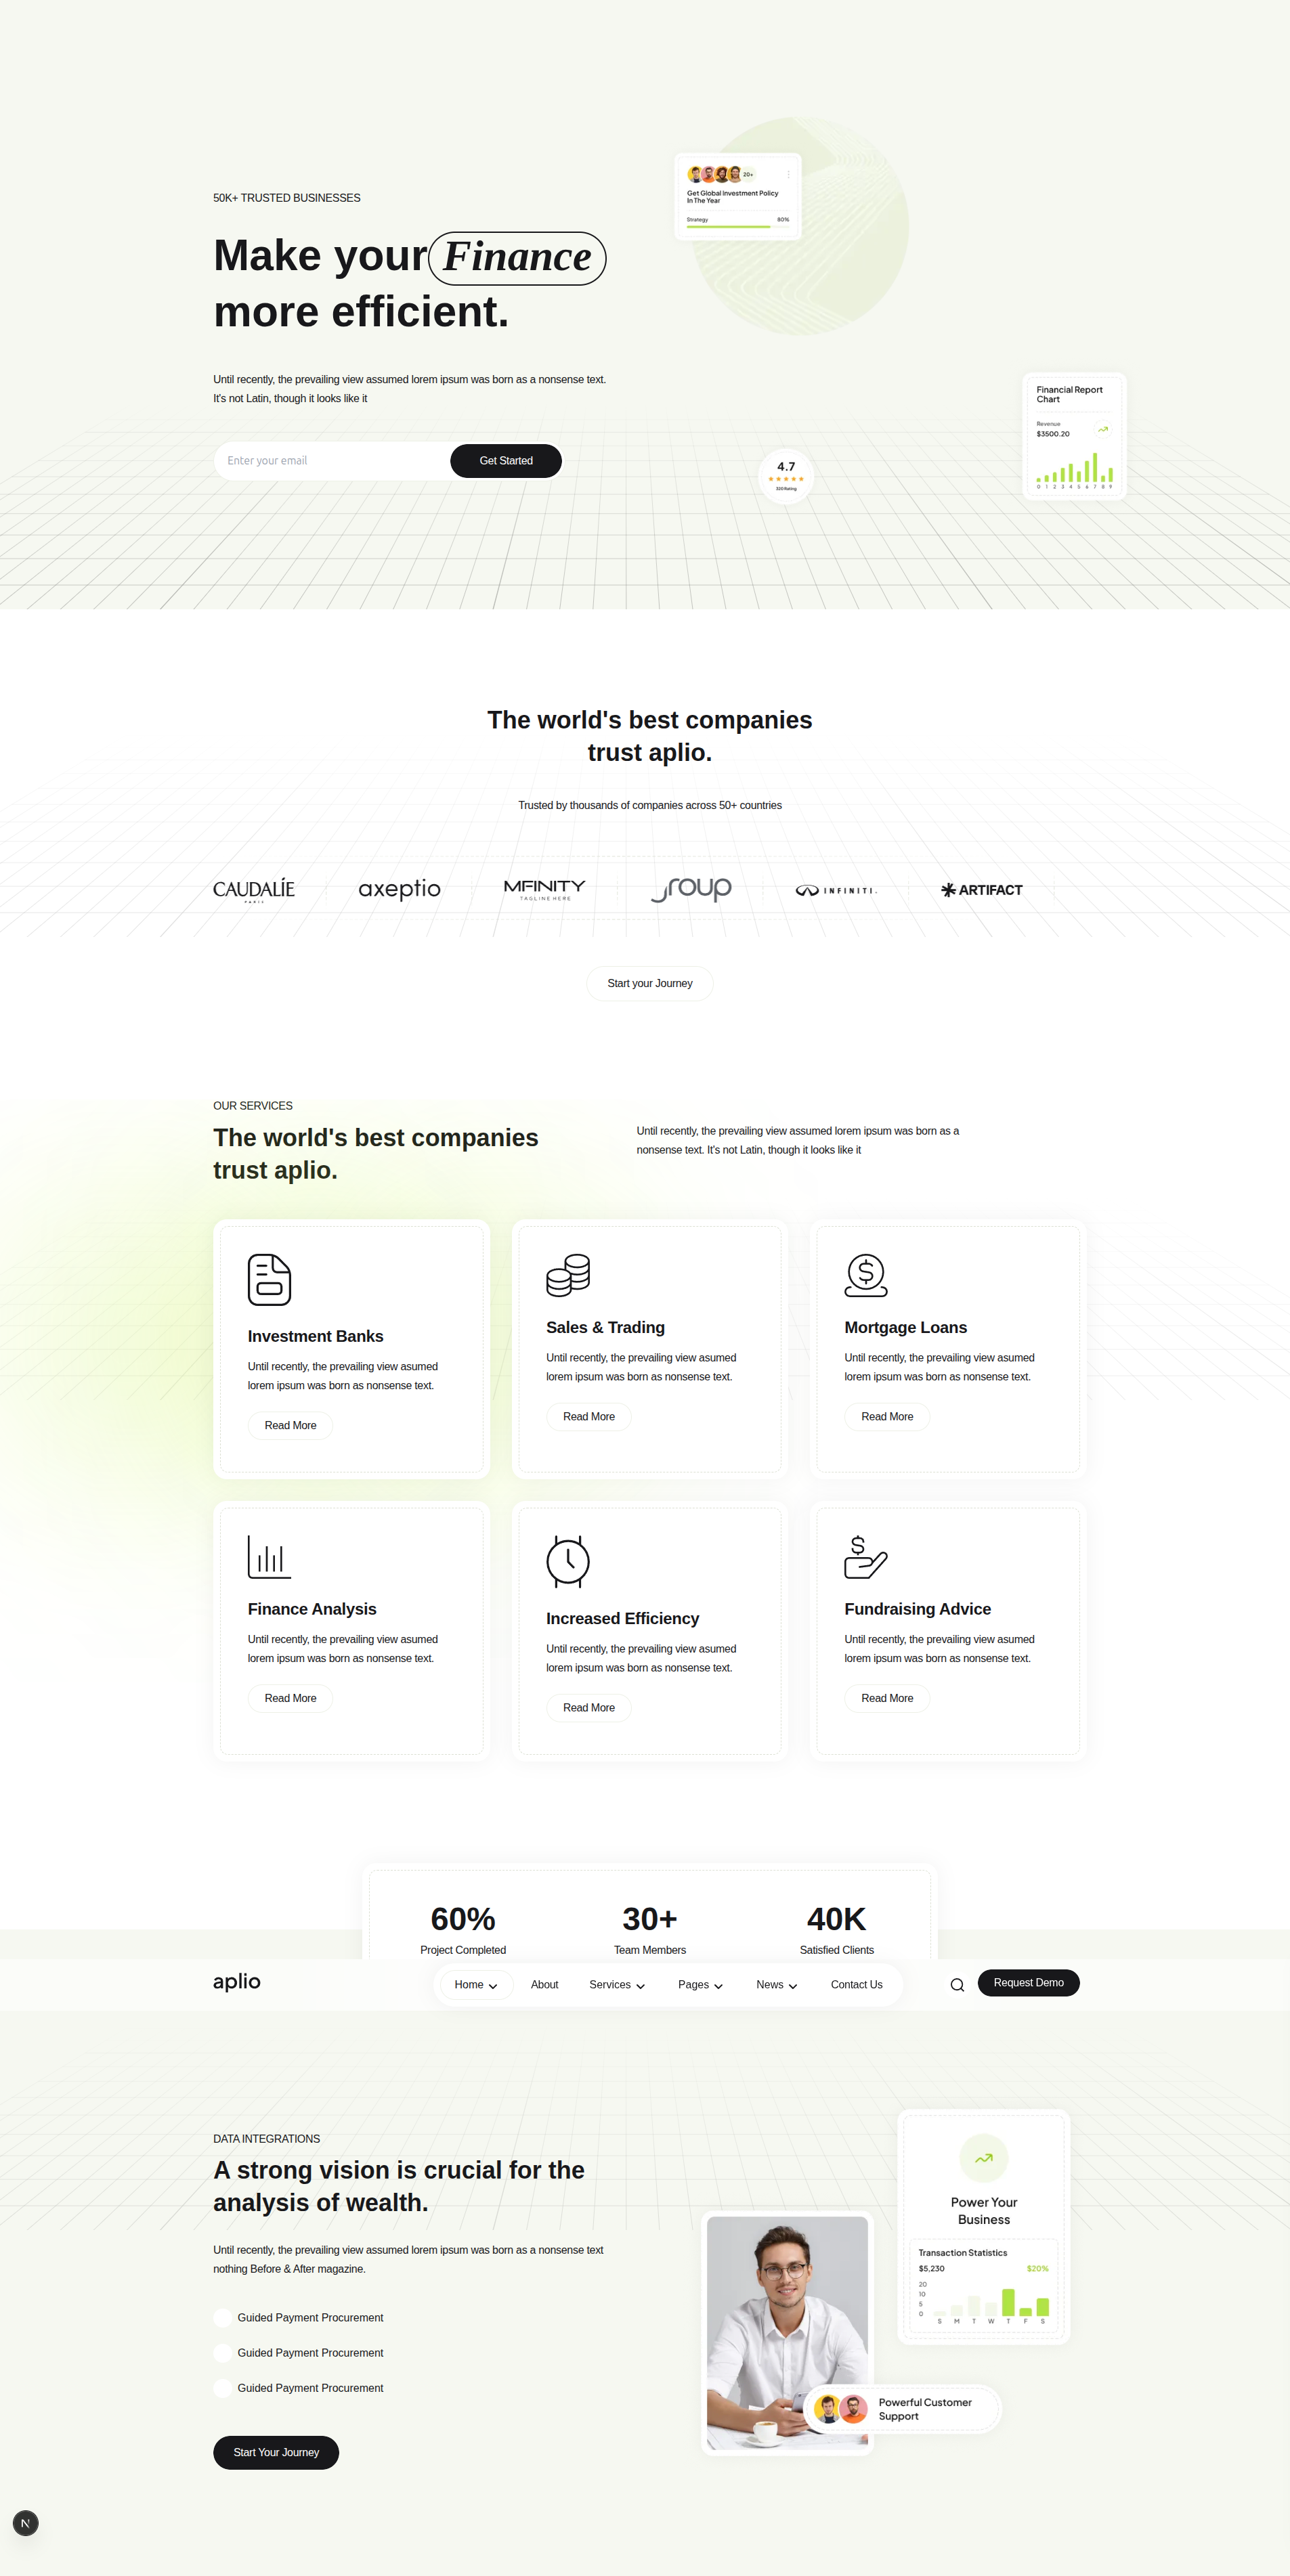 50K+ TRUSTED BUSINESSES
Make your Finance
more efficient.
Until recently, the prevailing view assumed lorem ipsum was born as a nonsense text.
It's not Latin, though it looks like it
Enter your email
Get Started
20+
Get Global Investment Policy
In The Year
Strategy 80%
Financial Report
Chart
Revenue
$3500.20
0 1 2 3 4 5 6 7 8 9
4.7
320 Rating
The world's best companies
trust aplio.
Trusted by thousands of companies across 50+ countries
CAUDALÍE
PARIS
axeptio
MFINITY
TAGLINE HERE
group
INFINITI.
ARTIFACT
Start your Journey
OUR SERVICES
The world's best companies
trust aplio.
Until recently, the prevailing view assumed lorem ipsum was born as a
nonsense text. It's not Latin, though it looks like it
Investment Banks
Until recently, the prevailing view asumed
lorem ipsum was born as nonsense text.
Read More
Sales & Trading
Until recently, the prevailing view asumed
lorem ipsum was born as nonsense text.
Read More
Mortgage Loans
Until recently, the prevailing view asumed
lorem ipsum was born as nonsense text.
Read More
Finance Analysis
Until recently, the prevailing view asumed
lorem ipsum was born as nonsense text.
Read More
Increased Efficiency
Until recently, the prevailing view asumed
lorem ipsum was born as nonsense text.
Read More
Fundraising Advice
Until recently, the prevailing view asumed
lorem ipsum was born as nonsense text.
Read More
60%
Project Completed
30+
Team Members
40K
Satisfied Clients
aplio
Home About Services Pages News Contact Us
Request Demo
DATA INTEGRATIONS
A strong vision is crucial for the
analysis of wealth.
Until recently, the prevailing view assumed lorem ipsum was born as a nonsense text
nothing Before & After magazine.
Guided Payment Procurement
Guided Payment Procurement
Guided Payment Procurement
Start Your Journey
Power Your
Business
Transaction Statistics
$5,230 $20%
20
10
5
0
S M T W T F S
Powerful Customer
Support
N